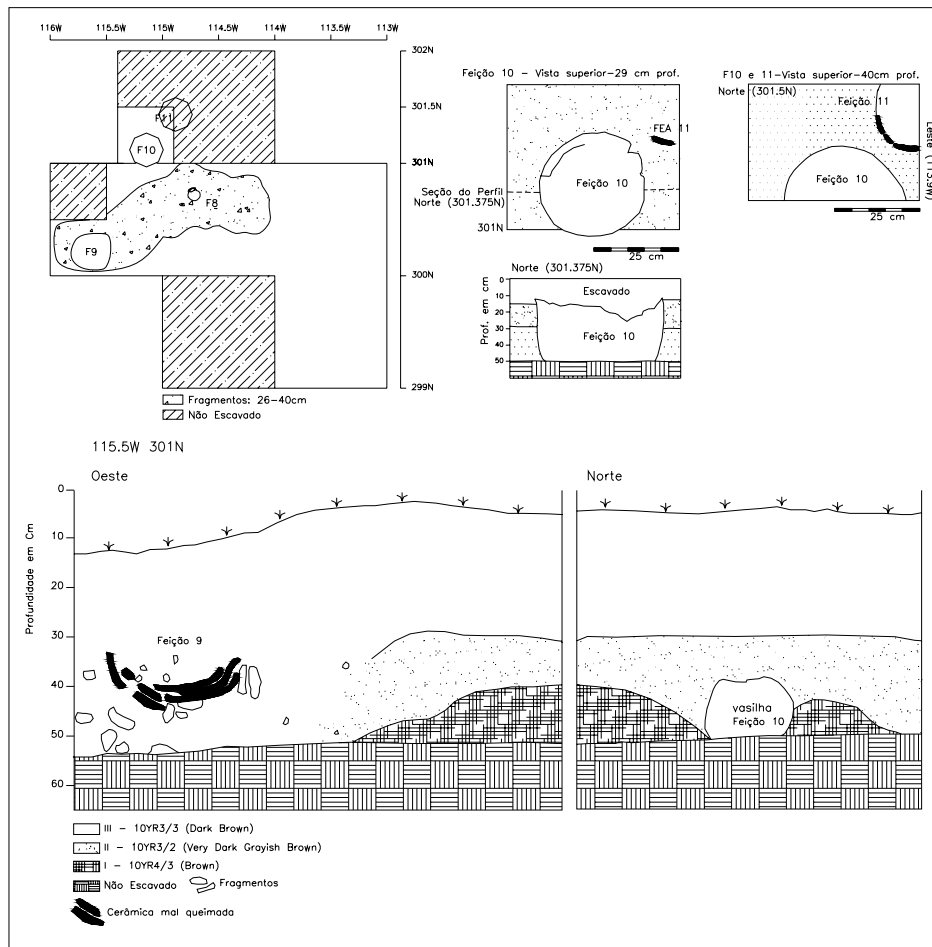 116W 115.5W 115W 114.5W 114W 113.5W 113W
302N
301.5N
301N
300N
299N
F11
F10
F8
F9
Fragmentos: 26-40cm
Não Escavado
Feição 10 - Vista superior-29 cm prof.
FEA 11
Feição 10
Seção do Perfil
Norte (301.375N)
301N
25 cm
F10 e 11-Vista superior-40cm prof.
Norte (301.5N)
Feição 11
Feição 10
Leste (113.9W)
25 cm
Norte (301.375N)
Prof. em cm
0
10
20
30
40
50
Escavado
Feição 10
115.5W 301N
Oeste
Norte
Profundidade em Cm
0
10
20
30
40
50
60
Feição 9
vasilha
Feição 10
III - 10YR3/3 (Dark Brown)
II - 10YR3/2 (Very Dark Grayish Brown)
I - 10YR4/3 (Brown)
Não Escavado
Fragmentos
Cerâmica mal queimada